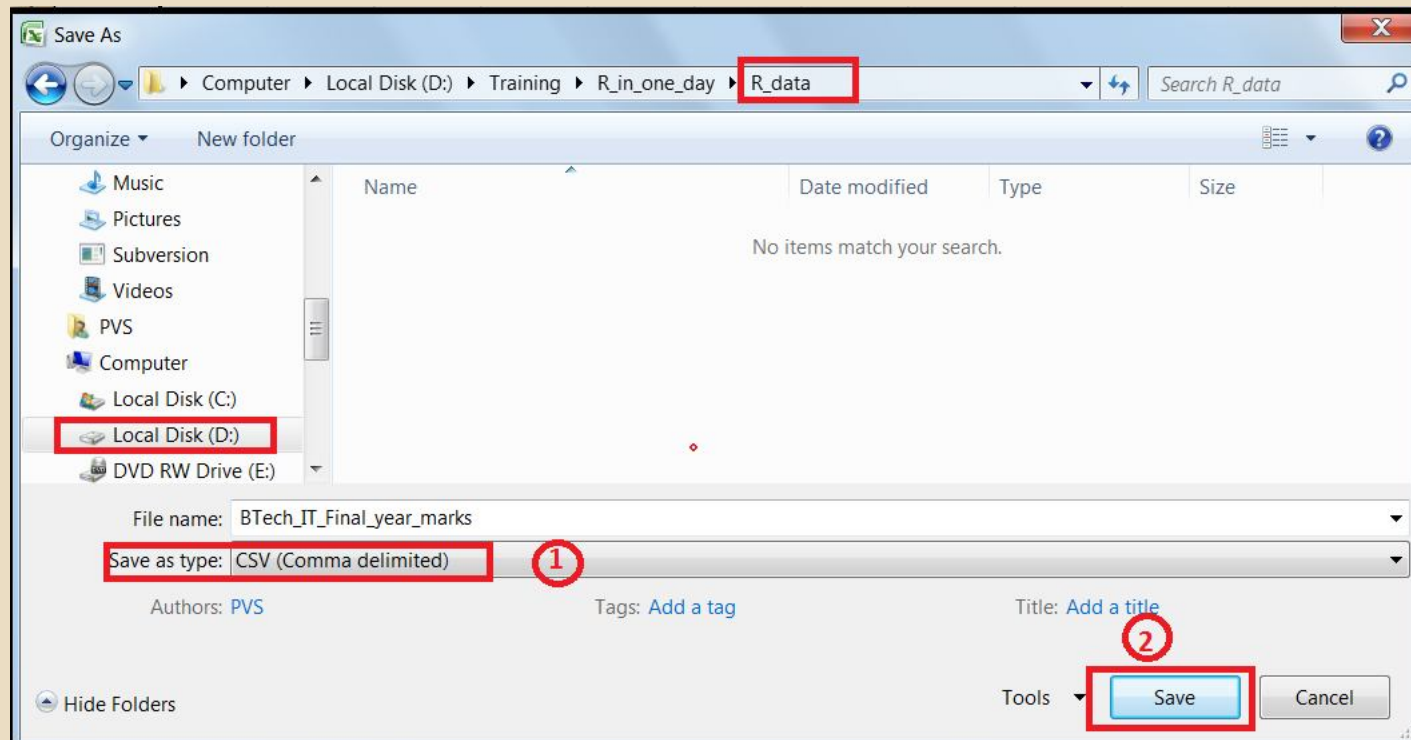 Save As
X
Computer Local Disk (D:) Training R_in_one_day R_data Search R_data
Organize New folder ?
Music
Name Date modified Type Size
Pictures
No items match your search.
Subversion
Videos
PVS
Computer
Local Disk (C:)
Local Disk (D:)
DVD RW Drive (E:)
File name: BTech_IT_Final_year_marks
Save as type: CSV (Comma delimited) 1
Authors: PVS Tags: Add a tag Title: Add a title
2
Hide Folders Tools Save Cancel